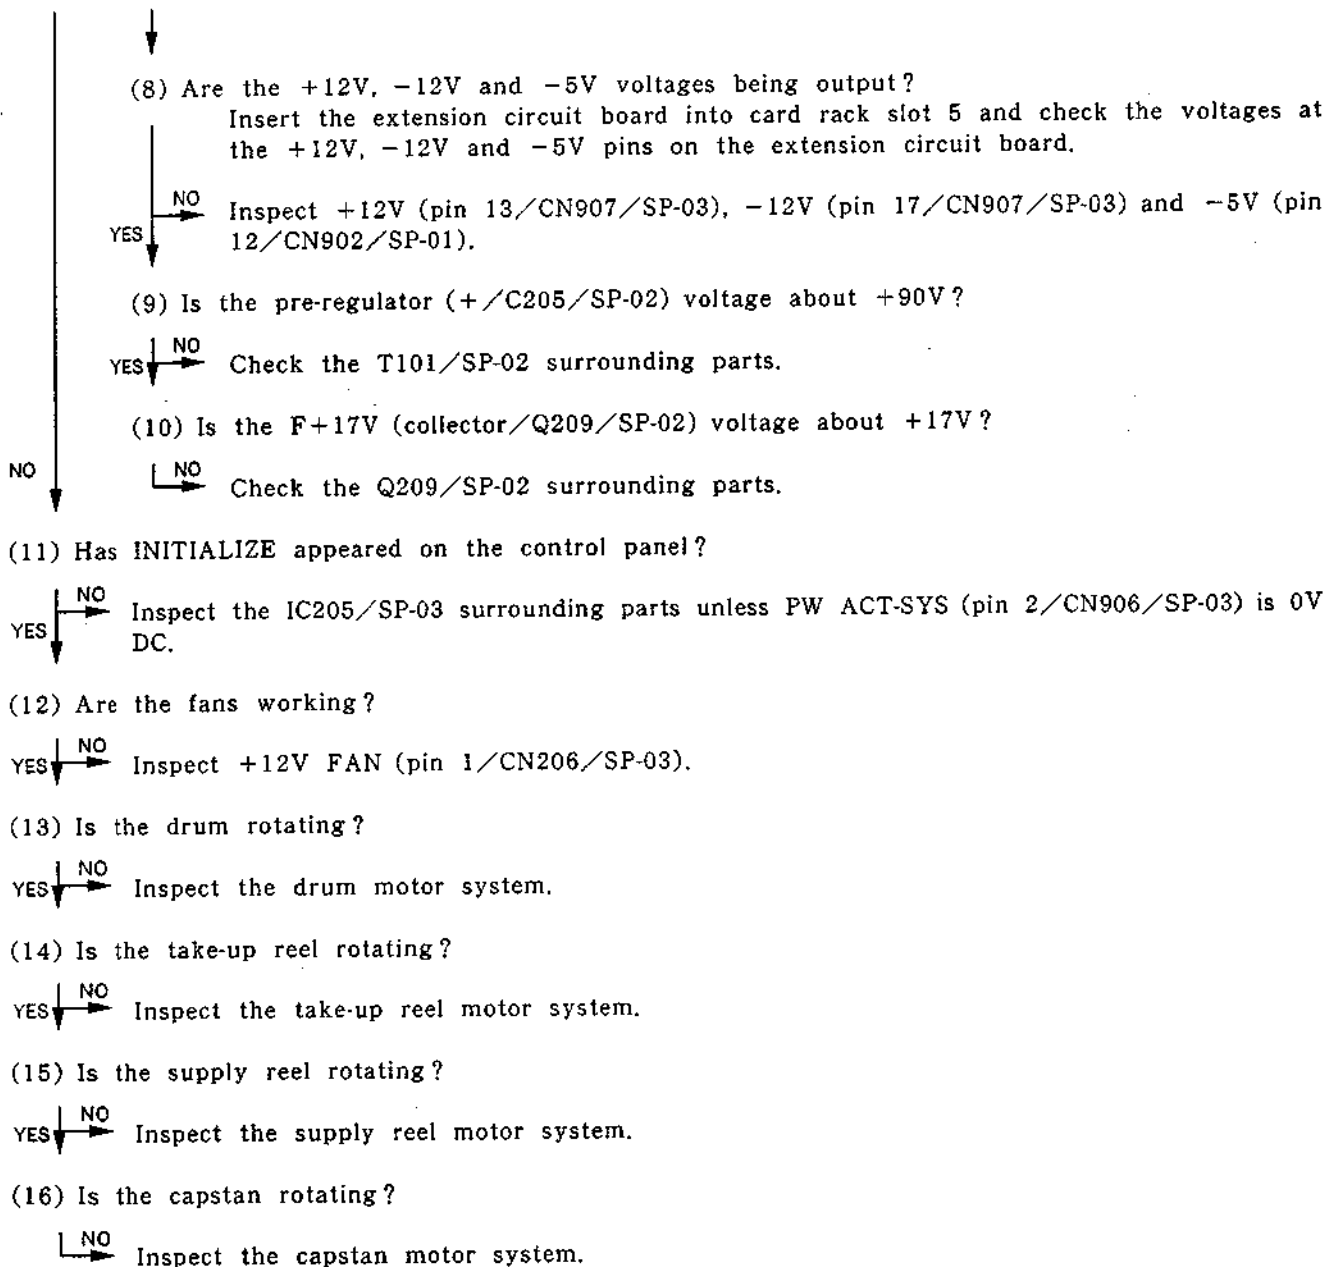 (8) Are the +12V, −12V and −5V voltages being output?
Insert the extension circuit board into card rack slot 5 and check the voltages at
the +12V, −12V and −5V pins on the extension circuit board.
NO
Inspect +12V (pin 13/CN907/SP-03), −12V (pin 17/CN907/SP-03) and −5V (pin
YES
12/CN902/SP-01).
(9) Is the pre-regulator (+/C205/SP-02) voltage about +90V?
YES NO
Check the T101/SP-02 surrounding parts.
(10) Is the F+17V (collector/Q209/SP-02) voltage about +17V?
NO
NO
Check the Q209/SP-02 surrounding parts.
(11) Has INITIALIZE appeared on the control panel?
NO
Inspect the IC205/SP-03 surrounding parts unless PW ACT-SYS (pin 2/CN906/SP-03) is 0V
YES
DC.
(12) Are the fans working?
YES NO
Inspect +12V FAN (pin 1/CN206/SP-03).
(13) Is the drum rotating?
YES NO
Inspect the drum motor system.
(14) Is the take-up reel rotating?
YES NO
Inspect the take-up reel motor system.
(15) Is the supply reel rotating?
YES NO
Inspect the supply reel motor system.
(16) Is the capstan rotating?
NO
Inspect the capstan motor system.